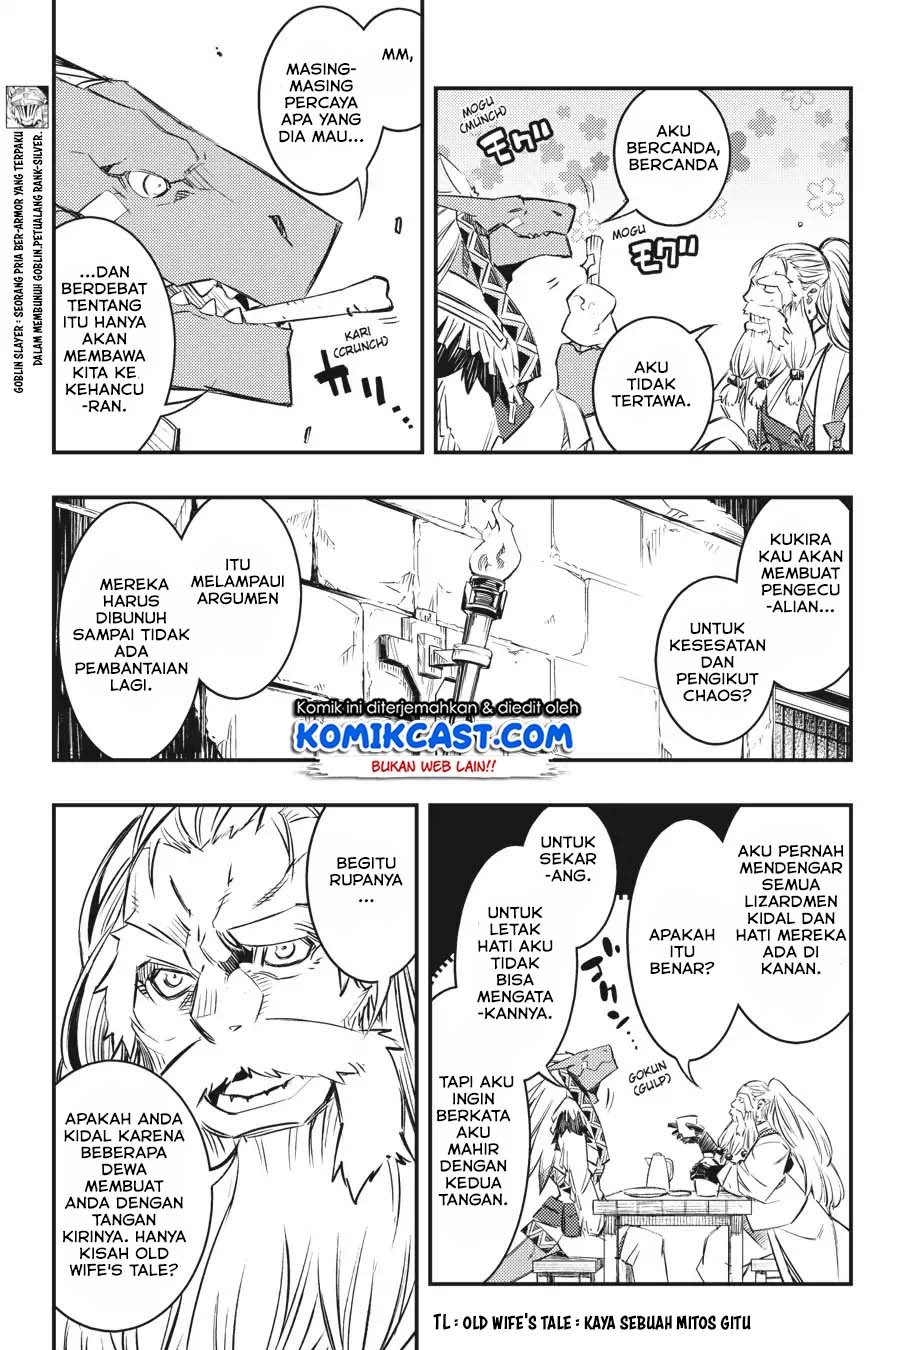 AKU
BERCANDA,
BERCANDA
MOGU
(MUNCH)
モグ
MOGU
モグ
AKU
TIDAK
TERTAWA.
MM,
MASING-
MASING
PERCAYA
APA YANG
DIA MAU...
...DAN
BERDEBAT
TENTANG
ITU HANYA
AKAN
MEMBAWA
KITA KE
KEHANCU
-RAN.
KARI
(CRUNCH)
カリ
GOBLIN SLAYER : SEORANG PRIA BER-ARMOR YANG TERPAKU
DALAM MEMBUNUH GOBLIN.PETUALANG RANK-SILVER.
KUKIRA
KAU AKAN
MEMBUAT
PENGECU
-ALIAN...
UNTUK
KESESATAN
DAN
PENGIKUT
CHAOS?
ITU
MELAMPAUI
ARGUMEN
MEREKA
HARUS
DIBUNUH
SAMPAI TIDAK
ADA
PEMBANTAIAN
LAGI.
Komik ini diterjemahkan & diedit oleh
KOMIKCAST.COM
BUKAN WEB LAIN!!
AKU PERNAH
MENDENGAR
SEMUA
LIZARDMEN
KIDAL DAN
HATI MEREKA
ADA DI
KANAN.
APAKAH
ITU
BENAR?
GOKUN
(GULP)
UNTUK
SEKAR
-ANG.
UNTUK
LETAK
HATI AKU
TIDAK
BISA
MENGATA
-KANNYA.
TAPI AKU
INGIN
BERKATA
AKU
MAHIR
DENGAN
KEDUA
TANGAN.
BEGITU
RUPANYA
...
APAKAH ANDA
KIDAL KARENA
BEBERAPA
DEWA
MEMBUAT
ANDA DENGAN
TANGAN
KIRINYA. HANYA
KISAH OLD
WIFE'S TALE?
TL : OLD WIFE'S TALE : KAYA SEBUAH MITOS GITU